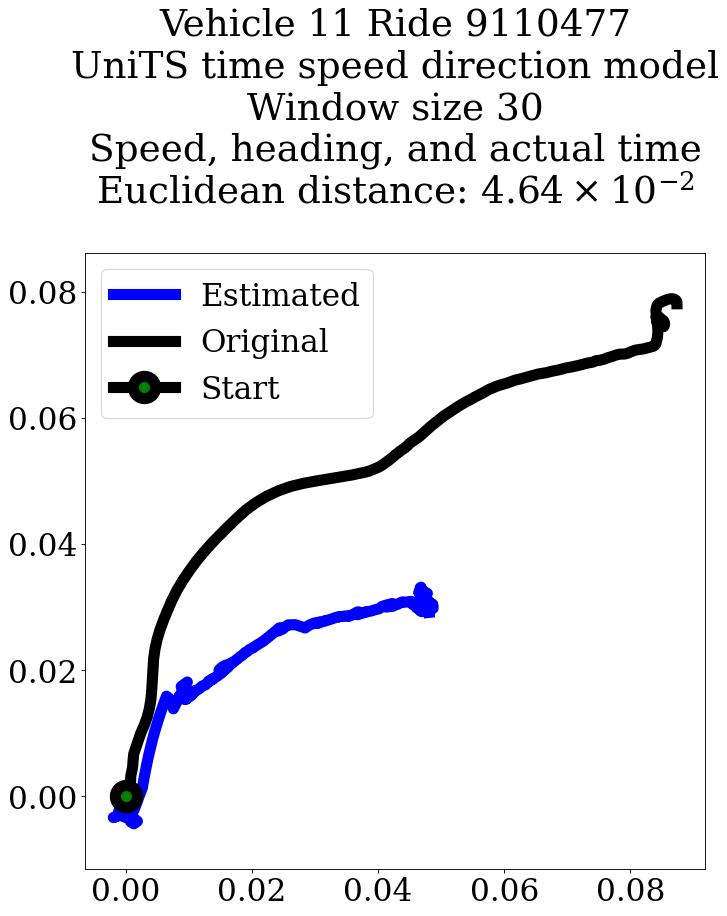 Vehicle 11 Ride 9110477
UniTS time speed direction model
Window size 30
Speed, heading, and actual time
Euclidean distance: 4.64 × 10⁻²
Estimated
Original
Start
0.08
0.06
0.04
0.02
0.00
0.00 0.02 0.04 0.06 0.08